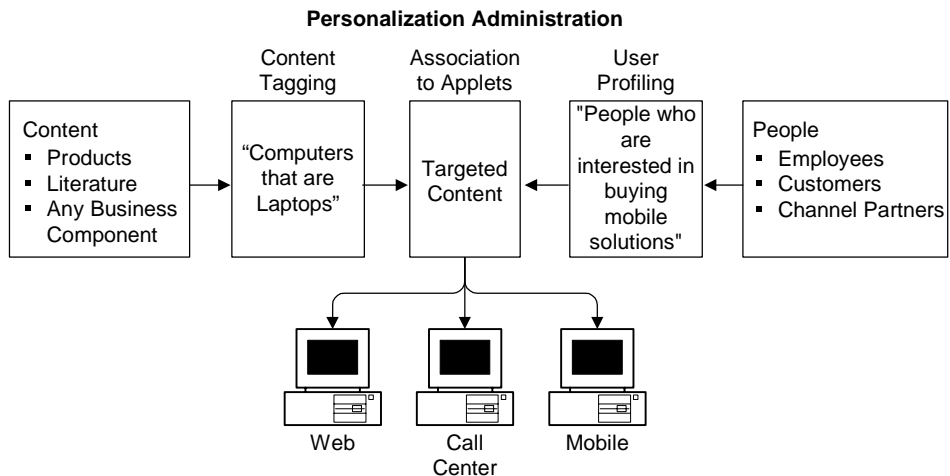 Personalization Administration
Content
Tagging
Association
to Applets
User
Profiling
Content
▪ Products
▪ Literature
▪ Any Business
Component
“Computers
that are
Laptops”
Targeted
Content
"People who
are
interested in
buying
mobile
solutions"
People
▪ Employees
▪ Customers
▪ Channel Partners
Web
Call
Center
Mobile